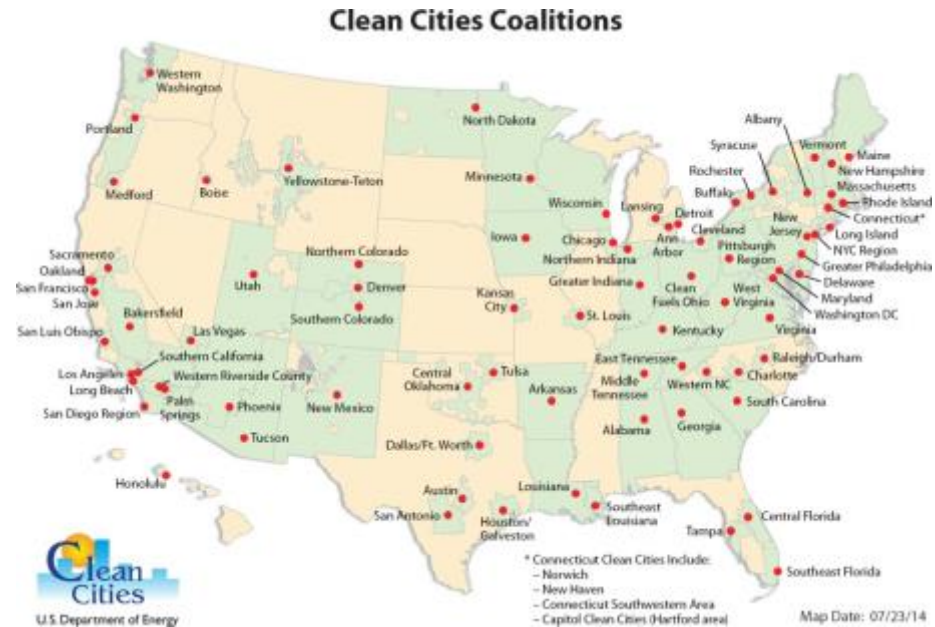 Clean Cities Coalitions
Western
Washington
Portland
Medford
Boise
Yellowstone-Teton
North Dakota
Minnesota
Wisconsin
Iowa
Chicago
Northern Indiana
Greater Indiana
Lansing
Detroit
Ann
Arbor
Cleveland
Clean
Fuels Ohio
Pittsburgh
Region
West
Virginia
Buffalo
Rochester
Syracuse
Albany
Vermont
Maine
New Hampshire
Massachusetts
Rhode Island
Connecticut*
Long Island
New
Jersey
NYC Region
Greater Philadelphia
Delaware
Maryland
Washington DC
Virginia
Sacramento
Oakland
San Francisco
San Jose
Bakersfield
San Luis Obispo
Los Angeles
Long Beach
San Diego Region
Southern California
Western Riverside County
Palm
Springs
Las Vegas
Utah
Northern Colorado
Denver
Southern Colorado
Phoenix
Tucson
New Mexico
Kansas
City
St. Louis
Kentucky
Central
Oklahoma
Tulsa
Arkansas
East Tennessee
Middle
Tennessee
Western NC
Raleigh/Durham
Charlotte
South Carolina
Georgia
Alabama
Dallas/Ft. Worth
Austin
San Antonio
Houston/
Galveston
Louisiana
Southeast
Louisiana
Tampa
Central Florida
Southeast Florida
Honolulu
Clean
Cities
U.S. Department of Energy
* Connecticut Clean Cities Include:
– Norwich
– New Haven
– Connecticut Southwestern Area
– Capitol Clean Cities (Hartford area)
Map Date: 07/23/14